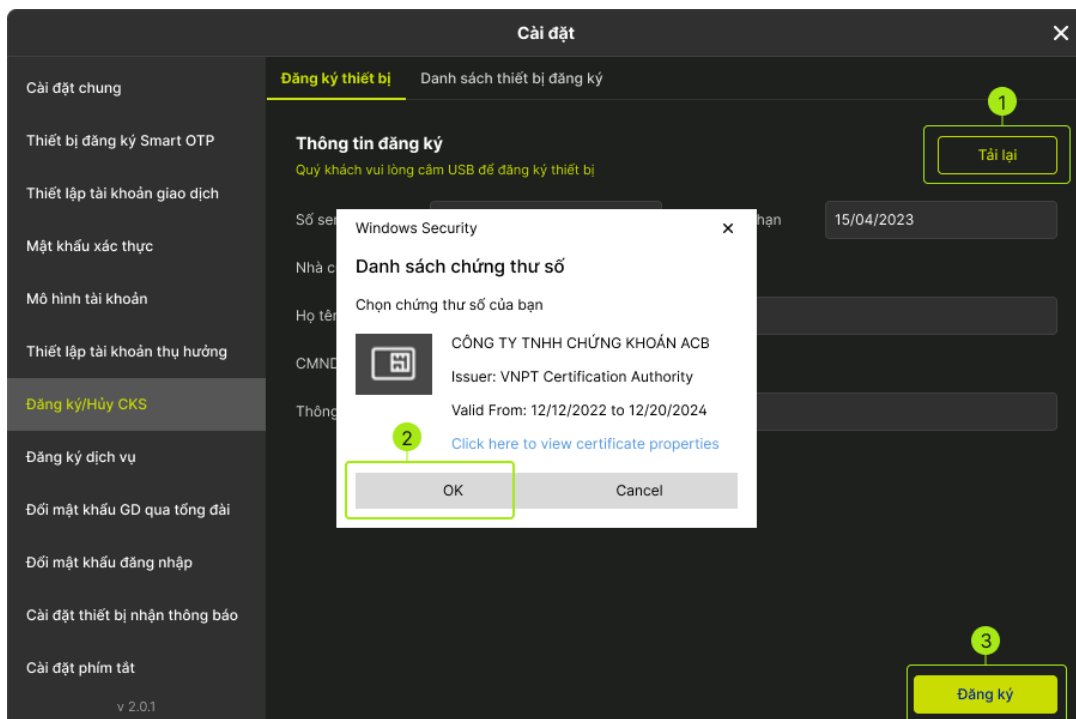 Cài đặt
Cài đặt chung
Thiết bị đăng ký Smart OTP
Thiết lập tài khoản giao dịch
Mật khẩu xác thực
Mô hình tài khoản
Thiết lập tài khoản thụ hưởng
Đăng ký/Hủy CKS
Đăng ký dịch vụ
Đổi mật khẩu GD qua tổng đài
Đổi mật khẩu đăng nhập
Cài đặt thiết bị nhận thông báo
Cài đặt phím tắt
v 2.0.1
Đăng ký thiết bị Danh sách thiết bị đăng ký
1
Thông tin đăng ký
Tải lại
Quý khách vui lòng cắm USB để đăng ký thiết bị
Số ser hạn 15/04/2023
Nhà c
Họ tên
CMND
Thông
Windows Security
Danh sách chứng thư số
Chọn chứng thư số của bạn
CÔNG TY TNHH CHỨNG KHOÁN ACB
Issuer: VNPT Certification Authority
Valid From: 12/12/2022 to 12/20/2024
Click here to view certificate properties
2
OK Cancel
3
Đăng ký